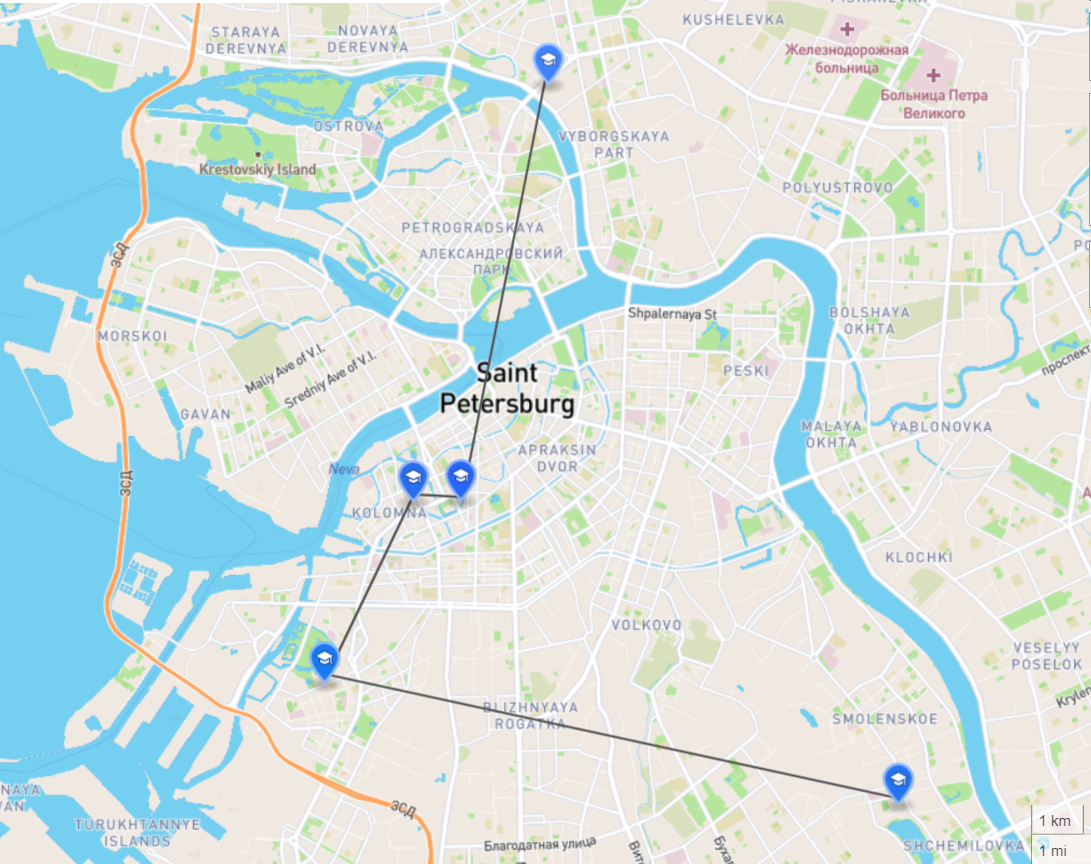 PISKAREVKA
KUSHELEVKA
STARAYA
DEREVNYA
NOVAYA
DEREVNYA
Железнодорожная
больница
Больница Петра
Великого
OSTROVA
VYBORGSKAYA
PART
Krestovskiy Island
POLYUSTROVO
PETROGRADSKAYA
АЛЕКСАНДРОВСКИЙ
ПАРК
ЗСД
Shpalernaya St
BOLSHAYA
OKHTA
MORSKOI
Maliy Ave of V.I.
Sredniy Ave of V.I.
проспект
PESKI
Saint
Petersburg
GAVAN
MALAYA
OKHTA
YABLONOVKA
APRAKSIN
DVOR
Neva
ЗСД
KOLOMNA
KLOCHKI
VOLKOVO
VESELYY
POSELOK
BLIZHNYAYA
ROGATKA
SMOLENSKOE
ЗСД
TURUKHTANNYE
ISLANDS
1 km
Благодатная улица
SHCHEMILOVKA
1 mi